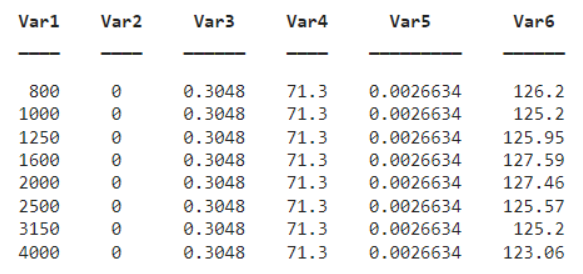 Var1 Var2 Var3 Var4 Var5 Var6
800 0 0.3048 71.3 0.0026634 126.2
1000 0 0.3048 71.3 0.0026634 125.2
1250 0 0.3048 71.3 0.0026634 125.95
1600 0 0.3048 71.3 0.0026634 127.59
2000 0 0.3048 71.3 0.0026634 127.46
2500 0 0.3048 71.3 0.0026634 125.57
3150 0 0.3048 71.3 0.0026634 125.2
4000 0 0.3048 71.3 0.0026634 123.06